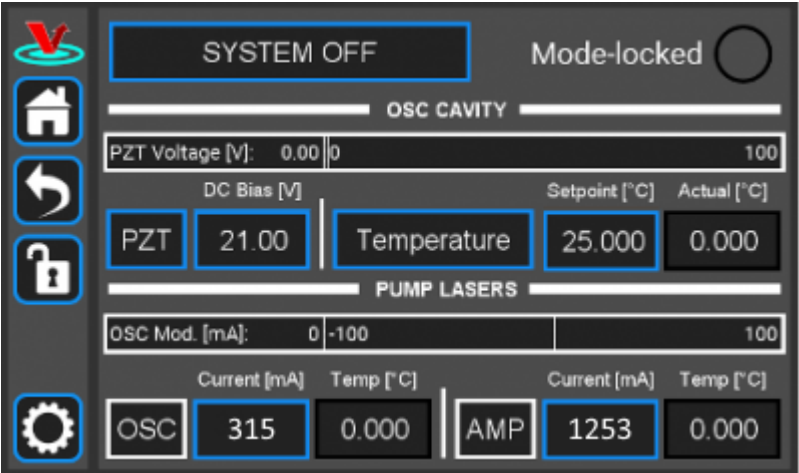 SYSTEM OFF Mode-locked
OSC CAVITY
PZT Voltage [V]: 0.00 0 100
DC Bias [V] Setpoint [°C] Actual [°C]
PZT 21.00 Temperature 25.000 0.000
PUMP LASERS
OSC Mod. [mA]: 0 -100 100
Current [mA] Temp [°C] Current [mA] Temp [°C]
OSC 315 0.000 AMP 1253 0.000